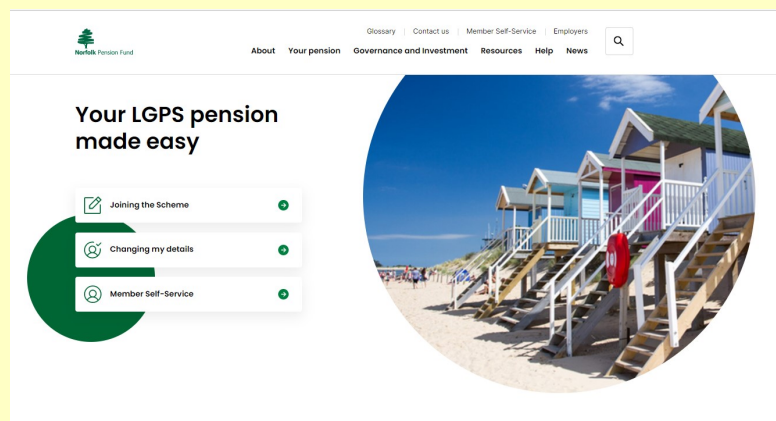 Glossary
Contact us
Member Self-Service
Employers
Norfolk Pension Fund
About
Your pension
Governance and Investment
Resources
Help
News
Your LGPS pension
made easy
Joining the Scheme
Changing my details
Member Self-Service